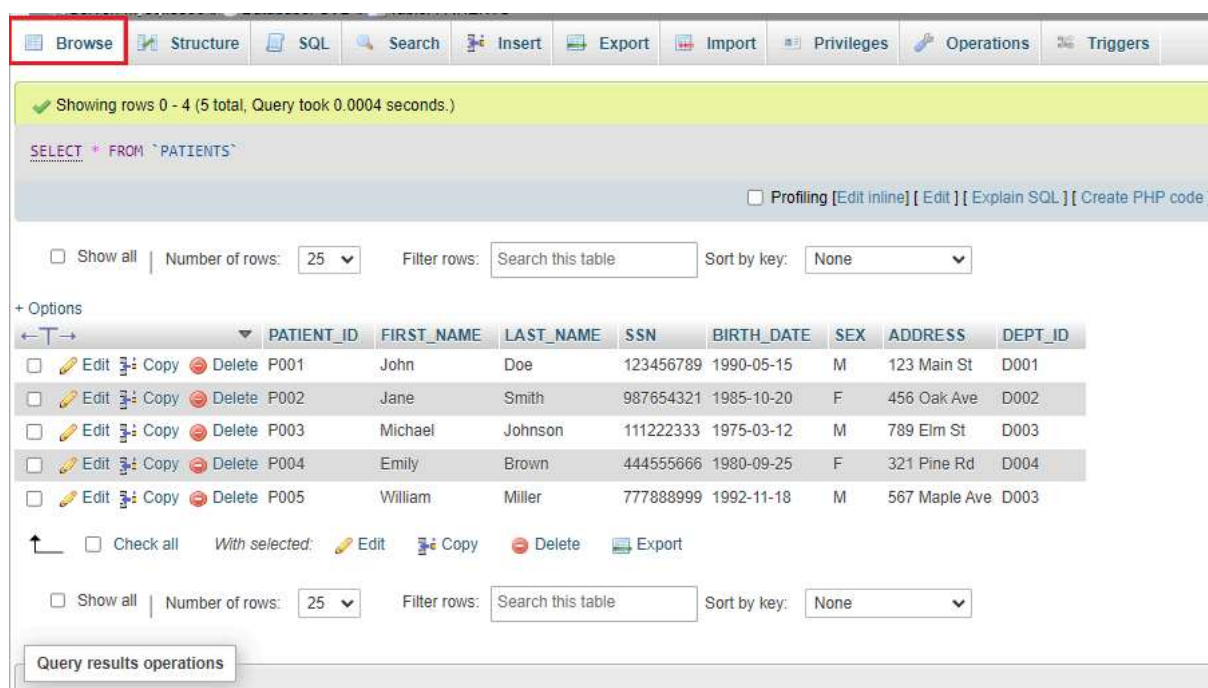 Browse Structure SQL Search Insert Export Import Privileges Operations Triggers
Showing rows 0 - 4 (5 total, Query took 0.0004 seconds.)
SELECT * FROM `PATIENTS`
Profiling [Edit inline] [ Edit ] [ Explain SQL ] [ Create PHP code ]
Show all | Number of rows: 25 Filter rows: Search this table Sort by key: None
+ Options
←T→ PATIENT_ID FIRST_NAME LAST_NAME SSN BIRTH_DATE SEX ADDRESS DEPT_ID
Edit Copy Delete P001 John Doe 123456789 1990-05-15 M 123 Main St D001
Edit Copy Delete P002 Jane Smith 987654321 1985-10-20 F 456 Oak Ave D002
Edit Copy Delete P003 Michael Johnson 111222333 1975-03-12 M 789 Elm St D003
Edit Copy Delete P004 Emily Brown 444555666 1980-09-25 F 321 Pine Rd D004
Edit Copy Delete P005 William Miller 777888999 1992-11-18 M 567 Maple Ave D003
Check all With selected: Edit Copy Delete Export
Show all | Number of rows: 25 Filter rows: Search this table Sort by key: None
Query results operations